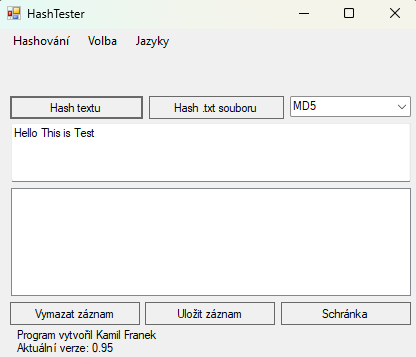 HashTester
Hashování Volba Jazyky
Hash textu Hash .txt souboru MD5
Hello This is Test
Vymazat záznam Uložit záznam Schránka
Program vytvořil Kamil Franek
Aktuální verze: 0.95